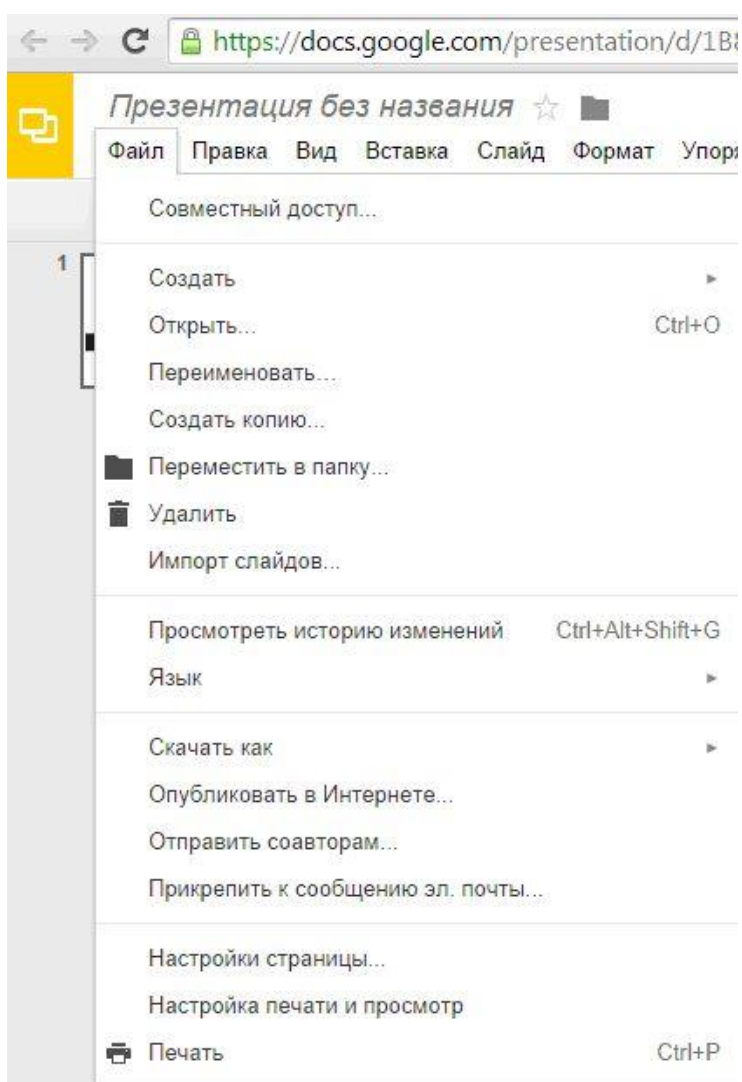 https://docs.google.com/presentation/d/1B8
Презентация без названия
Файл Правка Вид Вставка Слайд Формат Упоря
Совместный доступ...
1
Создать
Открыть... Ctrl+O
Переименовать...
Создать копию...
Переместить в папку...
Удалить
Импорт слайдов...
Просмотреть историю изменений Ctrl+Alt+Shift+G
Язык
Скачать как
Опубликовать в Интернете...
Отправить соавторам...
Прикрепить к сообщению эл. почты...
Настройки страницы...
Настройка печати и просмотр
Печать Ctrl+P